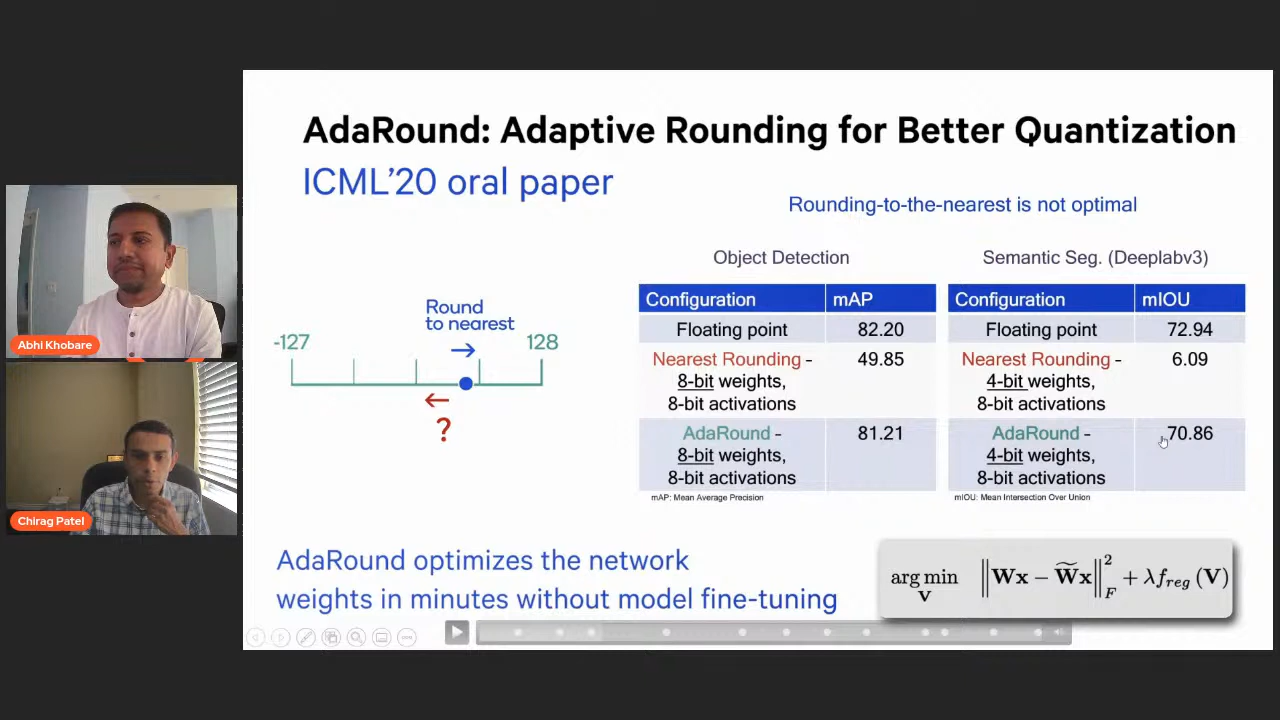 AdaRound: Adaptive Rounding for Better Quantization
ICML’20 oral paper
Rounding-to-the-nearest is not optimal
Round
to nearest
-127
128
?
Object Detection
Configuration mAP
Floating point 82.20
Nearest Rounding - 49.85
8-bit weights,
8-bit activations
AdaRound - 81.21
8-bit weights,
8-bit activations
mAP: Mean Average Precision
Semantic Seg. (Deeplabv3)
Configuration mIOU
Floating point 72.94
Nearest Rounding - 6.09
4-bit weights,
8-bit activations
AdaRound - 70.86
4-bit weights,
8-bit activations
mIOU: Mean Intersection Over Union
Abhi Khobare
Chirag Patel
AdaRound optimizes the network
weights in minutes without model fine-tuning
arg min_V ‖Wx − W̃x‖²_F + λf_reg (V)